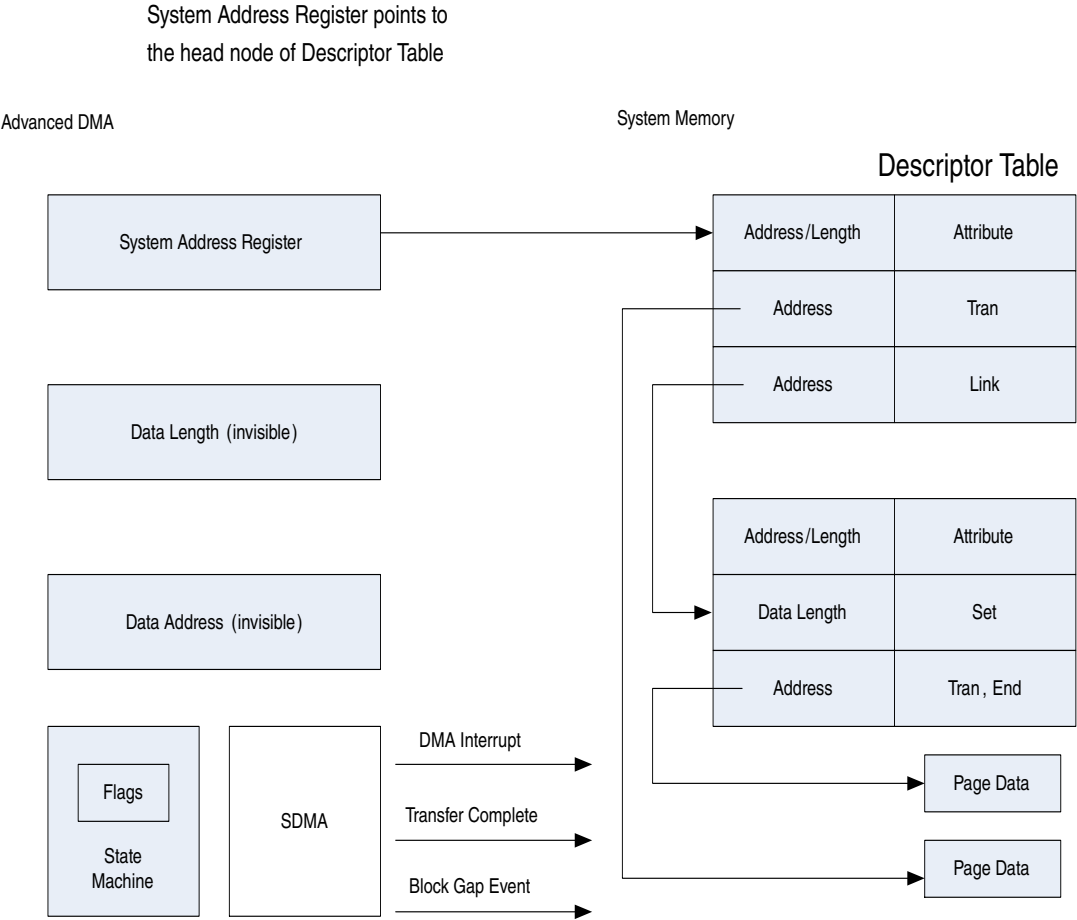 System Address Register points to
the head node of Descriptor Table
Advanced DMA
System Memory
Descriptor Table
System Address Register
Address/Length
Attribute
Address
Tran
Address
Link
Data Length (invisible)
Address/Length
Attribute
Data Length
Set
Data Address (invisible)
Address
Tran, End
DMA Interrupt
Page Data
Flags
SDMA
Transfer Complete
State
Machine
Page Data
Block Gap Event